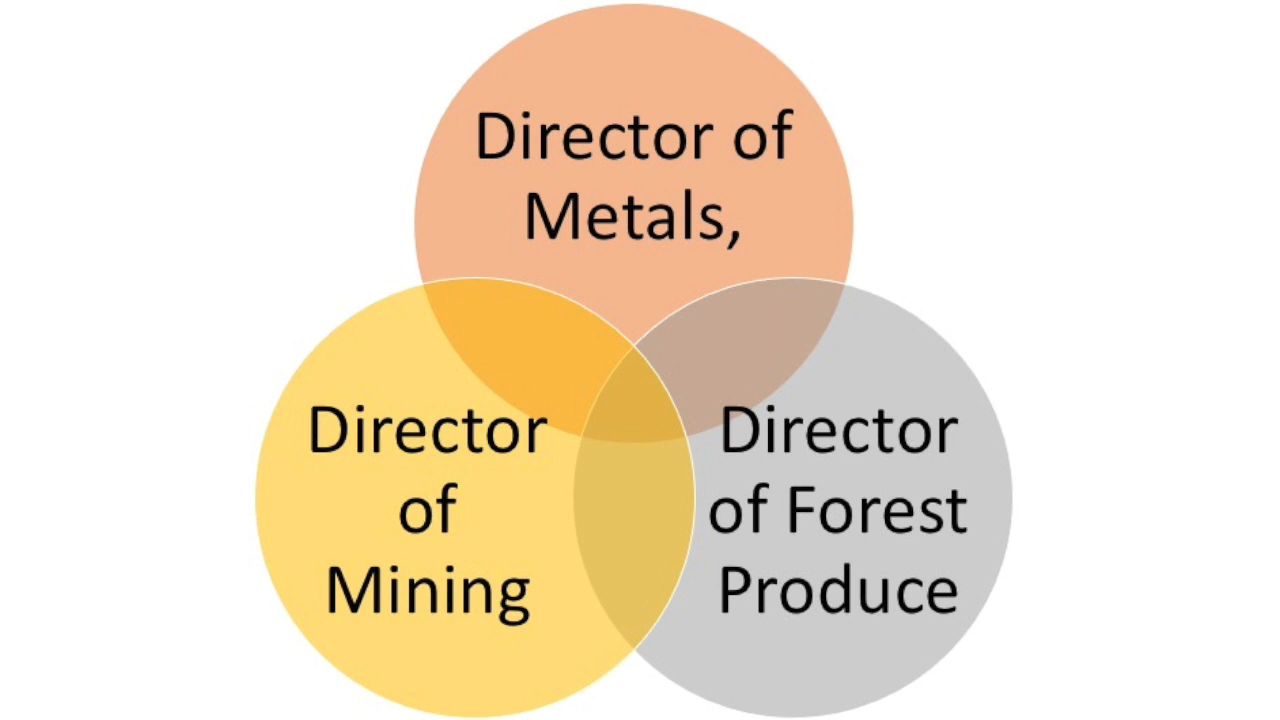 Director of
Metals,
Director
of
Mining
Director
of Forest
Produce